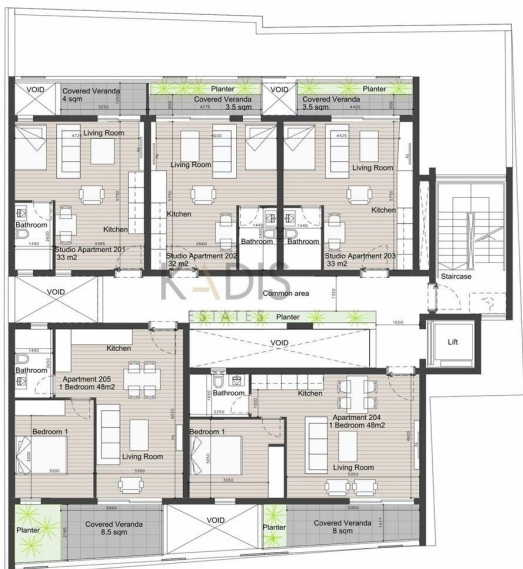 VOID
Covered Veranda
4 sqm
Planter
Covered Veranda
3.5 sqm
VOID
Planter
Covered Veranda
3.5 sqm
Living Room
Living Room
Living Room
Kitchen
Kitchen
Kitchen
Bathroom
Bathroom
Bathroom
Studio Apartment 201
33 m2
Studio Apartment 202
32 m2
Studio Apartment 203
33 m2
Staircase
VOID
KADIS
ESTATES
Common area
Planter
VOID
Lift
Kitchen
Bathroom
Apartment 205
1 Bedroom 48m2
Bathroom
Kitchen
Apartment 204
1 Bedroom 48m2
Bedroom 1
Living Room
Bedroom 1
Living Room
Planter
Covered Veranda
8.5 sqm
VOID
Planter
Covered Veranda
8 sqm